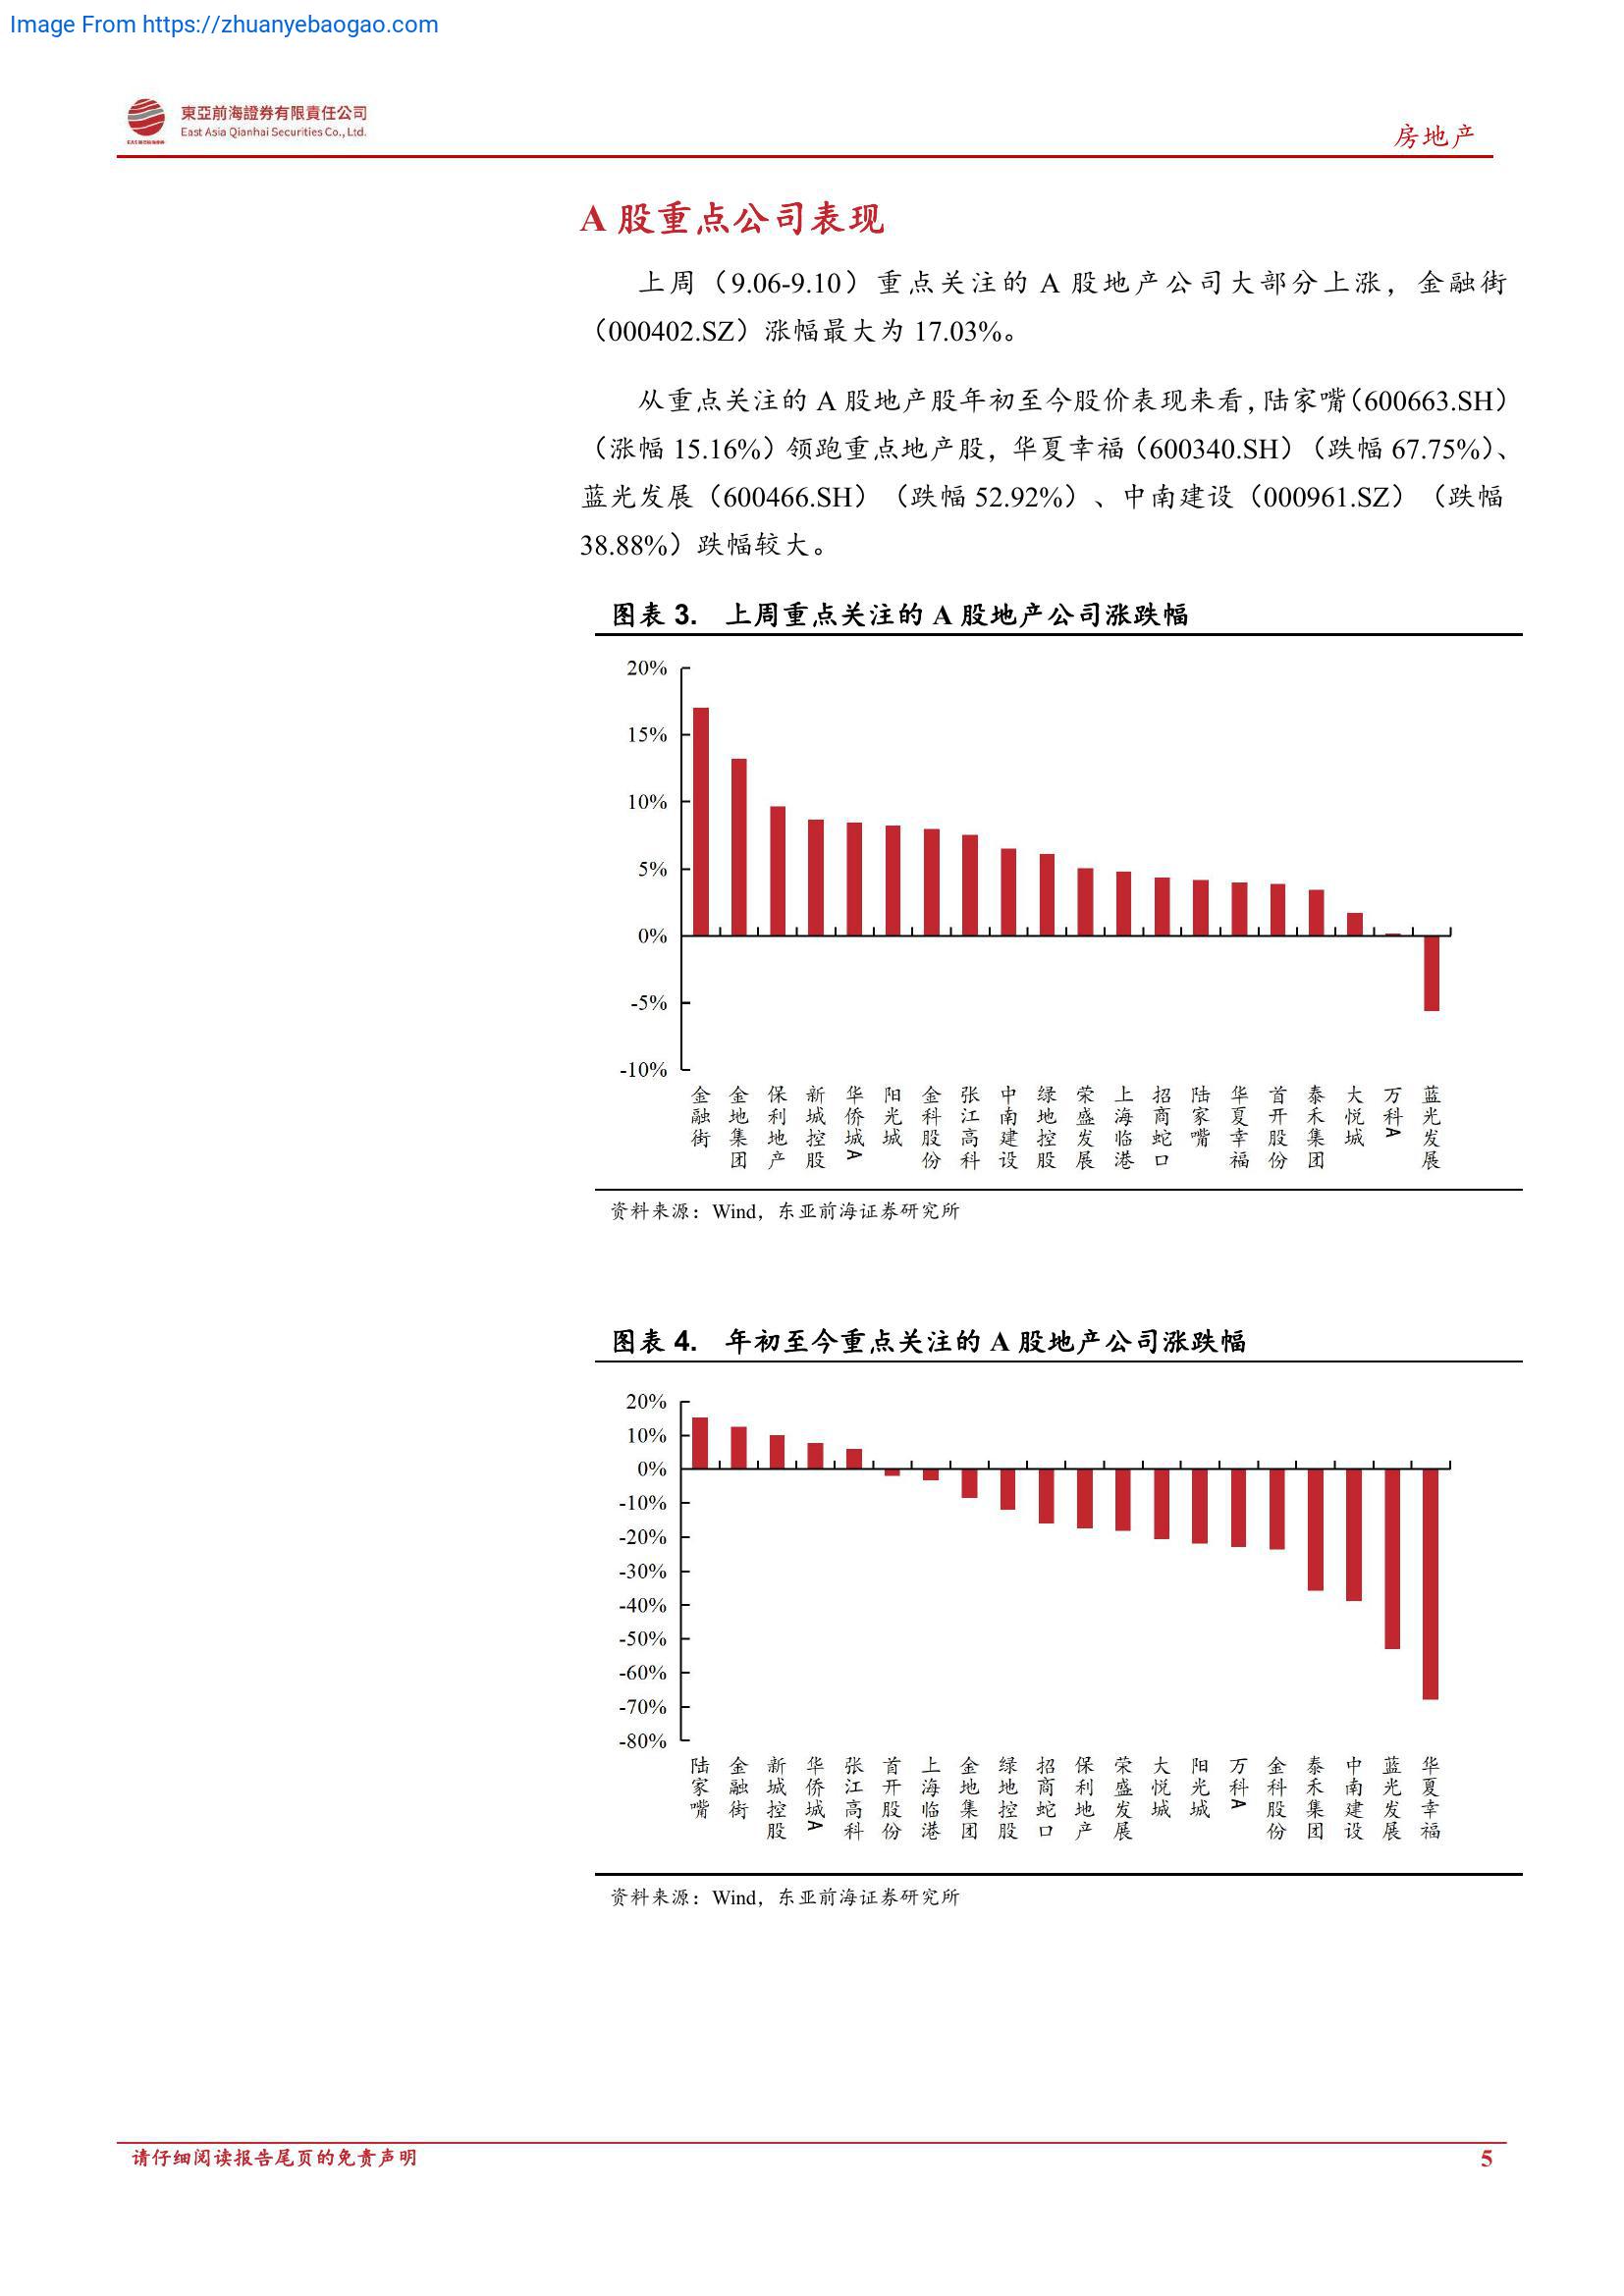 Image From https://zhuanyebaogao.com
東亞前海證券有限責任公司
East Asia Qianhai Securities Co., Ltd.
房地产
A 股重点公司表现
上周（9.06-9.10）重点关注的 A 股地产公司大部分上涨，金融街
（000402.SZ）涨幅最大为 17.03%。
从重点关注的 A 股地产股年初至今股价表现来看，陆家嘴（600663.SH）
（涨幅 15.16%）领跑重点地产股，华夏幸福（600340.SH）（跌幅 67.75%）、
蓝光发展（600466.SH）（跌幅 52.92%）、中南建设（000961.SZ）（跌幅
38.88%）跌幅较大。
图表 3. 上周重点关注的 A 股地产公司涨跌幅
20%
15%
10%
5%
0%
-5%
-10%
金融街
金地集团
保利地产
新城控股
华侨城A
阳光城
金科股份
张江高科
中南建设
绿地控股
荣盛发展
上海临港
招商蛇口
陆家嘴
华夏幸福
首开股份
泰禾集团
大悦城
万科A
蓝光发展
资料来源：Wind，东亚前海证券研究所
图表 4. 年初至今重点关注的 A 股地产公司涨跌幅
20%
10%
0%
-10%
-20%
-30%
-40%
-50%
-60%
-70%
-80%
陆家嘴
金融街
新城控股
华侨城A
张江高科
首开股份
上海临港
金地集团
绿地控股
招商蛇口
保利地产
荣盛发展
大悦城
阳光城
万科A
金科股份
泰禾集团
中南建设
蓝光发展
华夏幸福
资料来源：Wind，东亚前海证券研究所
请仔细阅读报告尾页的免责声明
5